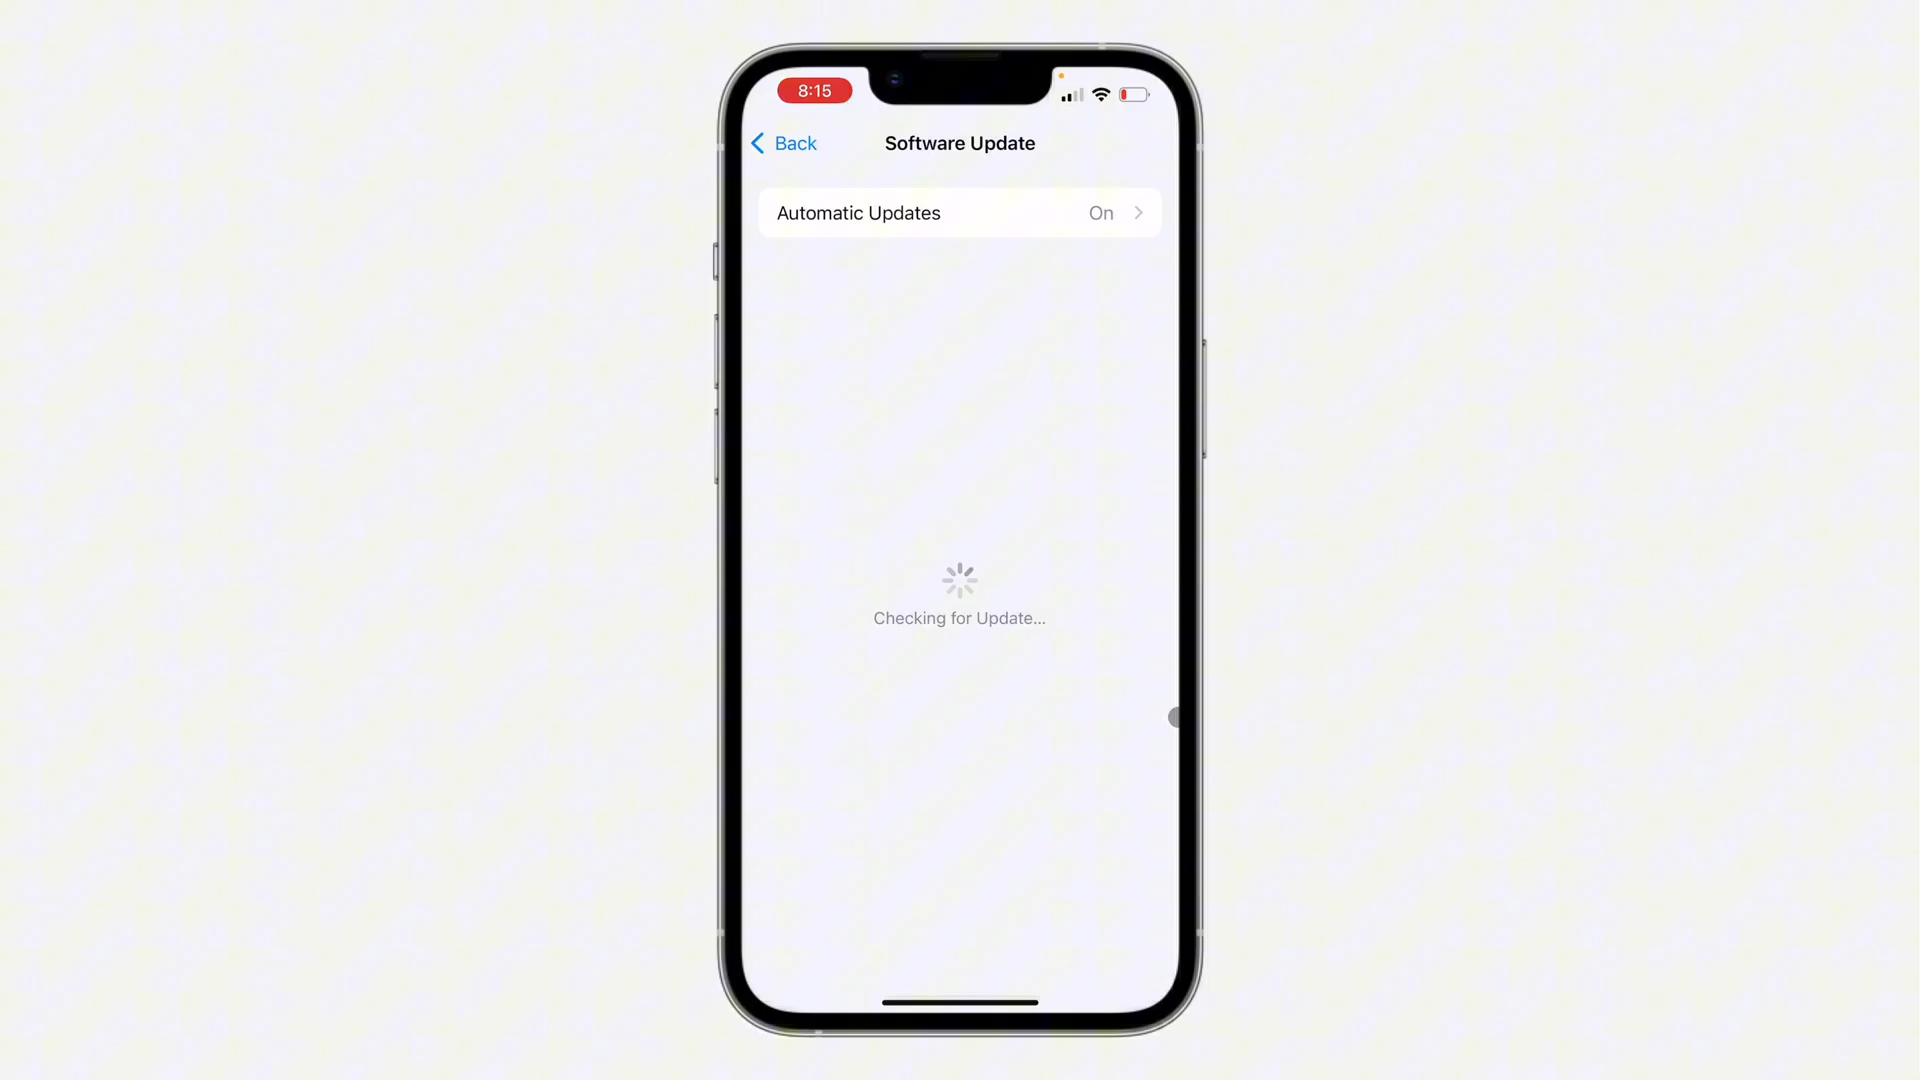 8:15
Back
Software Update
Automatic Updates On
Checking for Update...